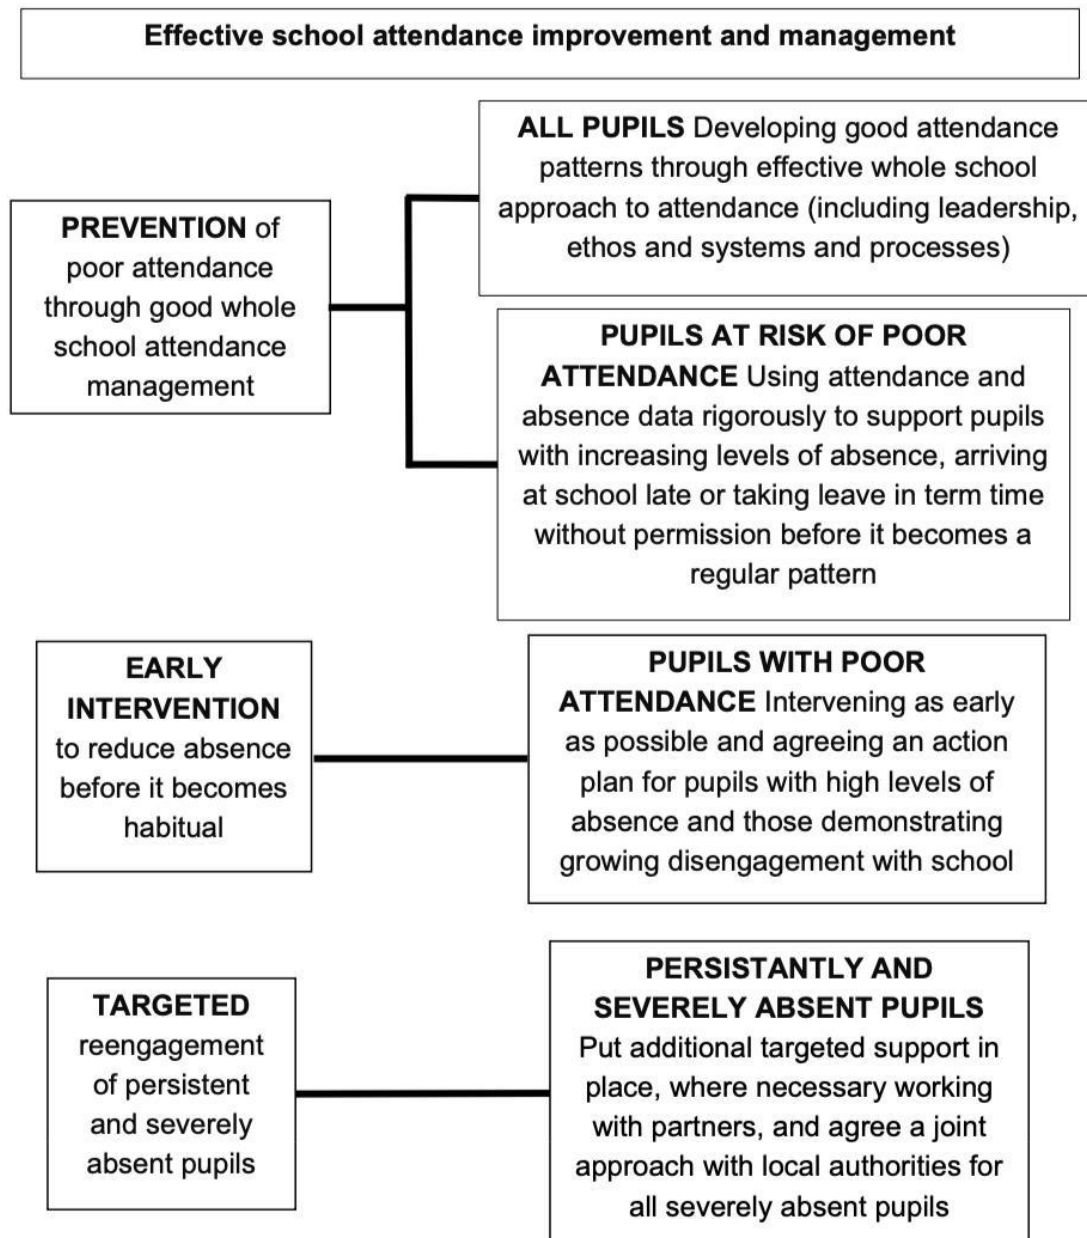 Effective school attendance improvement and management
ALL PUPILS Developing good attendance
patterns through effective whole school
approach to attendance (including leadership,
ethos and systems and processes)
PREVENTION of
poor attendance
through good whole
school attendance
management
PUPILS AT RISK OF POOR
ATTENDANCE Using attendance and
absence data rigorously to support pupils
with increasing levels of absence, arriving
at school late or taking leave in term time
without permission before it becomes a
regular pattern
EARLY
INTERVENTION
to reduce absence
before it becomes
habitual
PUPILS WITH POOR
ATTENDANCE Intervening as early
as possible and agreeing an action
plan for pupils with high levels of
absence and those demonstrating
growing disengagement with school
TARGETED
reengagement
of persistent
and severely
absent pupils
PERSISTANTLY AND
SEVERELY ABSENT PUPILS
Put additional targeted support in
place, where necessary working
with partners, and agree a joint
approach with local authorities for
all severely absent pupils